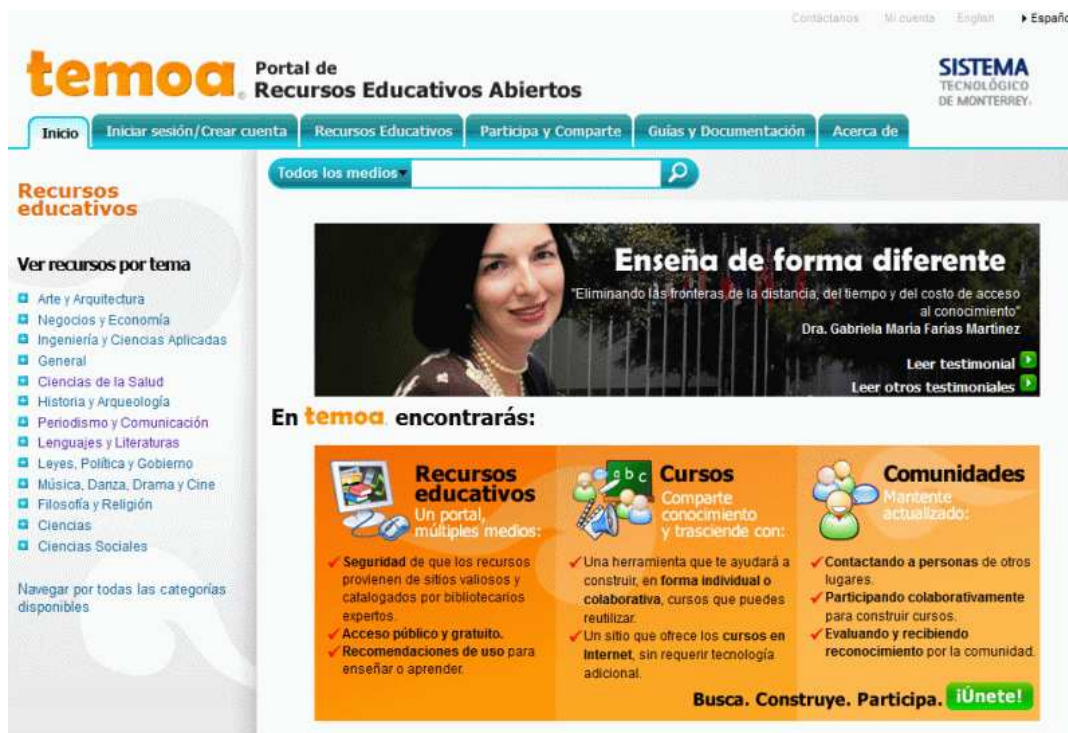 Contáctanos Mi cuenta English Españo
temoa Portal de
Recursos Educativos Abiertos
SISTEMA
TECNOLÓGICO
DE MONTERREY
Inicio Iniciar sesión/Crear cuenta Recursos Educativos Participa y Comparte Guías y Documentación Acerca de
Todos los medios
Recursos
educativos
Ver recursos por tema
Arte y Arquitectura
Negocios y Economía
Ingeniería y Ciencias Aplicadas
General
Ciencias de la Salud
Historia y Arqueología
Periodismo y Comunicación
Lenguajes y Literaturas
Leyes, Política y Gobierno
Música, Danza, Drama y Cine
Filosofía y Religión
Ciencias
Ciencias Sociales
Navegar por todas las categorías
disponibles
Enseña de forma diferente
"Eliminando las fronteras de la distancia, del tiempo y del costo de acceso
al conocimiento"
Dra. Gabriela María Farías Martínez
Leer testimonial
Leer otros testimoniales
En temoa encontrarás:
Recursos
educativos
Un portal,
múltiples medios:
Seguridad de que los recursos
provienen de sitios valiosos y
catalogados por bibliotecarios
expertos.
Acceso público y gratuito.
Recomendaciones de uso para
enseñar o aprender.
a b c
Cursos
Comparte
conocimiento
y trasciende con:
Una herramienta que te ayudará a
construir, en forma individual o
colaborativa, cursos que puedes
reutilizar.
Un sitio que ofrece los cursos en
Internet, sin requerir tecnología
adicional.
Comunidades
Mantente
actualizado:
Contactando a personas de otros
lugares.
Participando colaborativamente
para construir cursos.
Evaluando y recibiendo
reconocimiento por la comunidad.
Busca. Construye. Participa. ¡Únete!